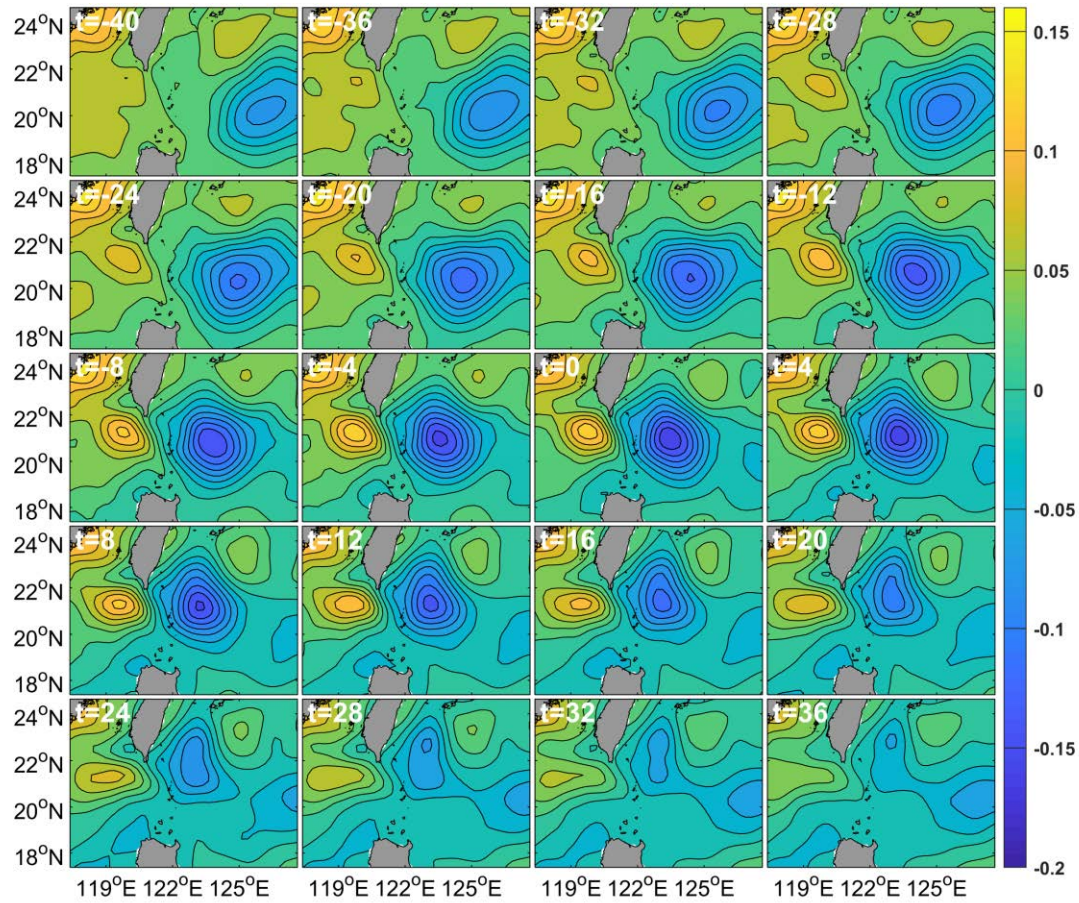 t=-40 t=-36 t=-32 t=-28
24°N
22°N
20°N
18°N
t=-24 t=-20 t=-16 t=-12
24°N
22°N
20°N
18°N
t=-8 t=-4 t=0 t=4
24°N
22°N
20°N
18°N
t=8 t=12 t=16 t=20
24°N
22°N
20°N
18°N
t=24 t=28 t=32 t=36
24°N
22°N
20°N
18°N
119°E 122°E 125°E 119°E 122°E 125°E 119°E 122°E 125°E 119°E 122°E 125°E
0.15
0.1
0.05
0
-0.05
-0.1
-0.15
-0.2